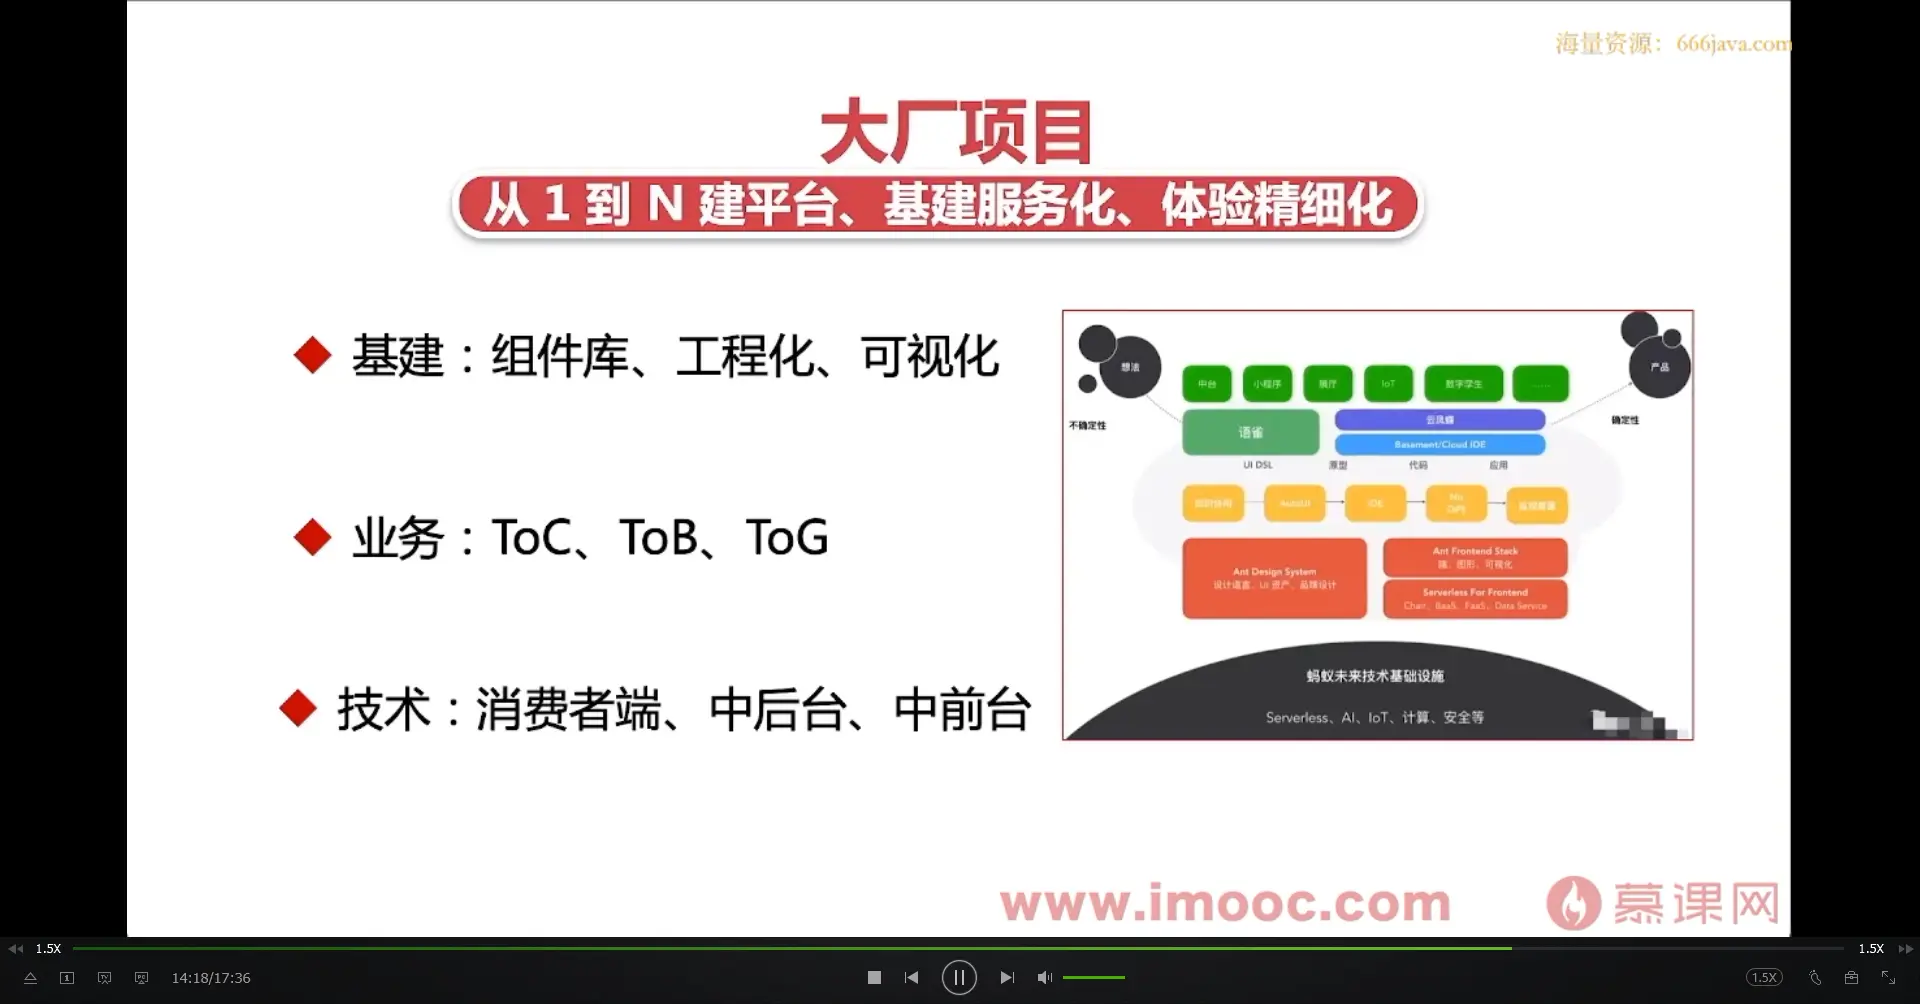 海量资源：666java.com
大厂项目
从 1 到 N 建平台、基建服务化、体验精细化
基建：组件库、工程化、可视化
业务：ToC、ToB、ToG
技术：消费者端、中后台、中前台
想法
产品
不确定性
确定性
中台
小程序
展厅
IoT
数字孪生
……
语雀
云凤蝶
Basement/Cloud IDE
UI DSL
原型
代码
应用
IDE
Ant Design System
设计语言、UI 资产、品牌设计
Ant Frontend Stack
端、图形、可视化
Serverless For Frontend
Chair、BaaS、FaaS、Data Service
蚂蚁未来技术基础设施
Serverless、AI、IoT、计算、安全等
www.imooc.com
慕课网
1.5X
1.5X
14:18/17:36
1.5X